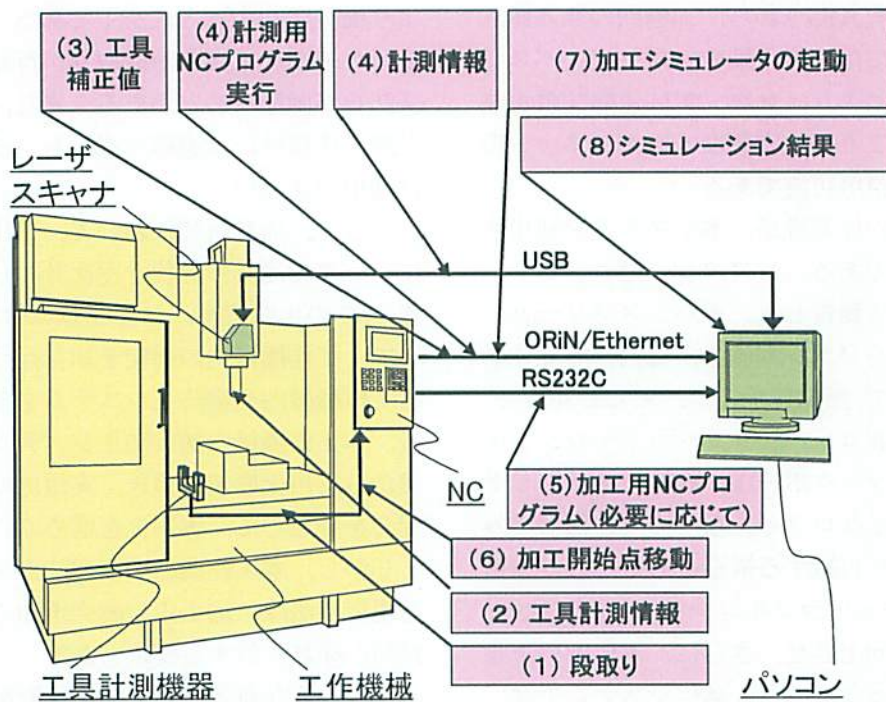 (3) 工具
補正値
(4)計測用
NCプログラム
実行
(4)計測情報
(7)加工シミュレータの起動
(8)シミュレーション結果
レーザ
スキャナ
USB
ORiN/Ethernet
RS232C
NC
(5)加工用NCプロ
グラム(必要に応じて)
(6) 加工開始点移動
(2) 工具計測情報
(1) 段取り
工具計測機器
工作機械
パソコン